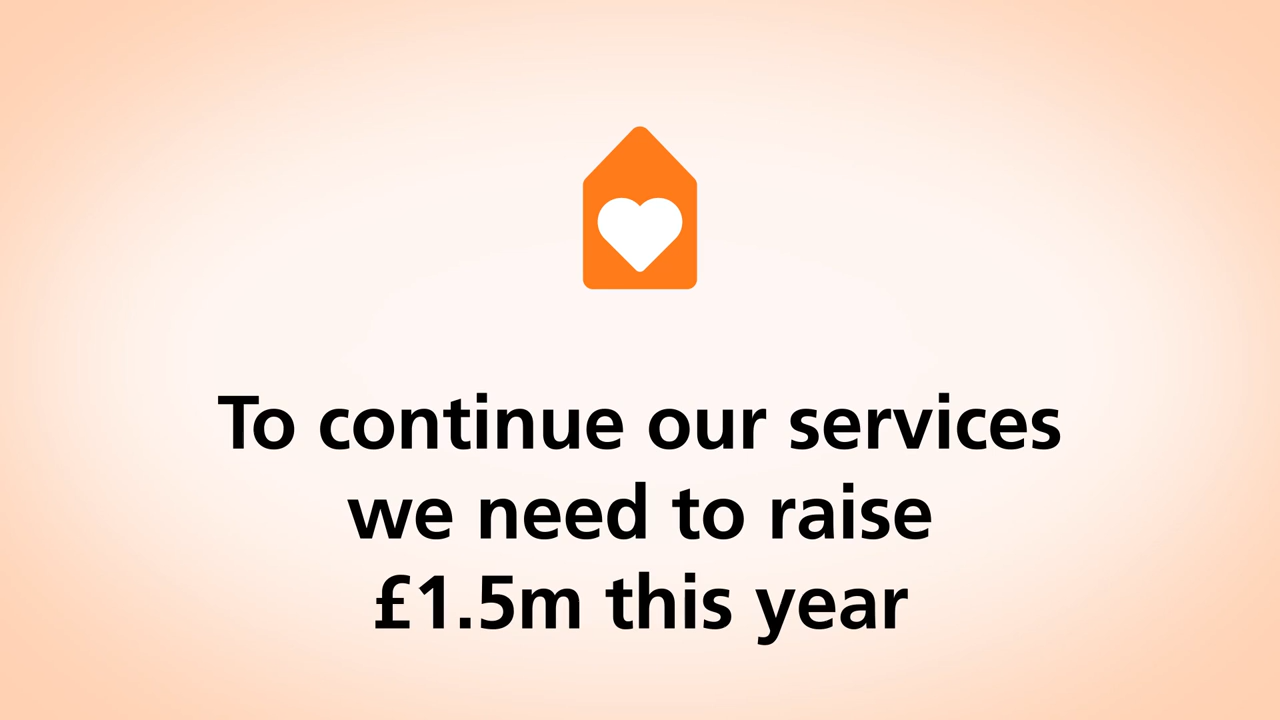 To continue our services
we need to raise
£1.5m this year